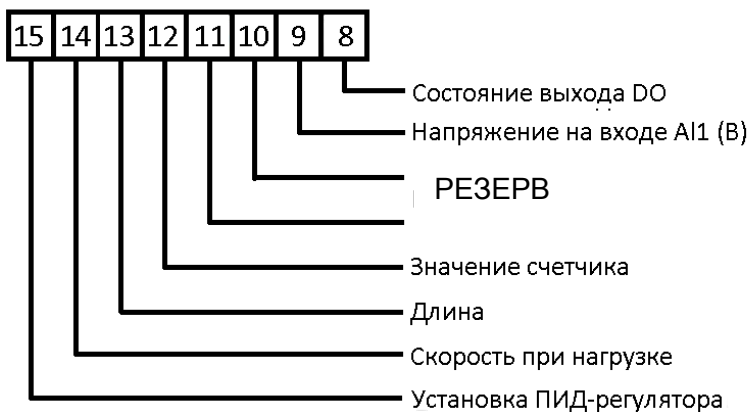 15 14 13 12 11 10 9 8
Состояние выхода DO
Напряжение на входе AI1 (В)
РЕЗЕРВ
Значение счетчика
Длина
Скорость при нагрузке
Установка ПИД-регулятора